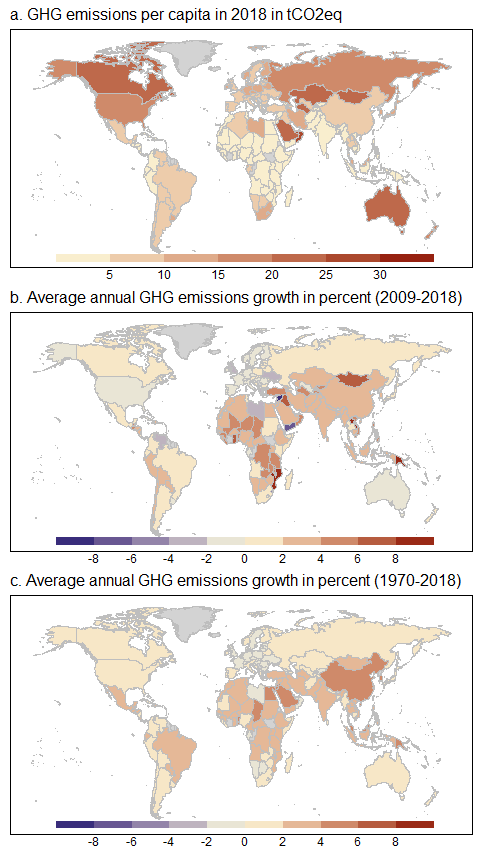 a. GHG emissions per capita in 2018 in tCO2eq
5 10 15 20 25 30
b. Average annual GHG emissions growth in percent (2009-2018)
-8 -6 -4 -2 0 2 4 6 8
c. Average annual GHG emissions growth in percent (1970-2018)
-8 -6 -4 -2 0 2 4 6 8